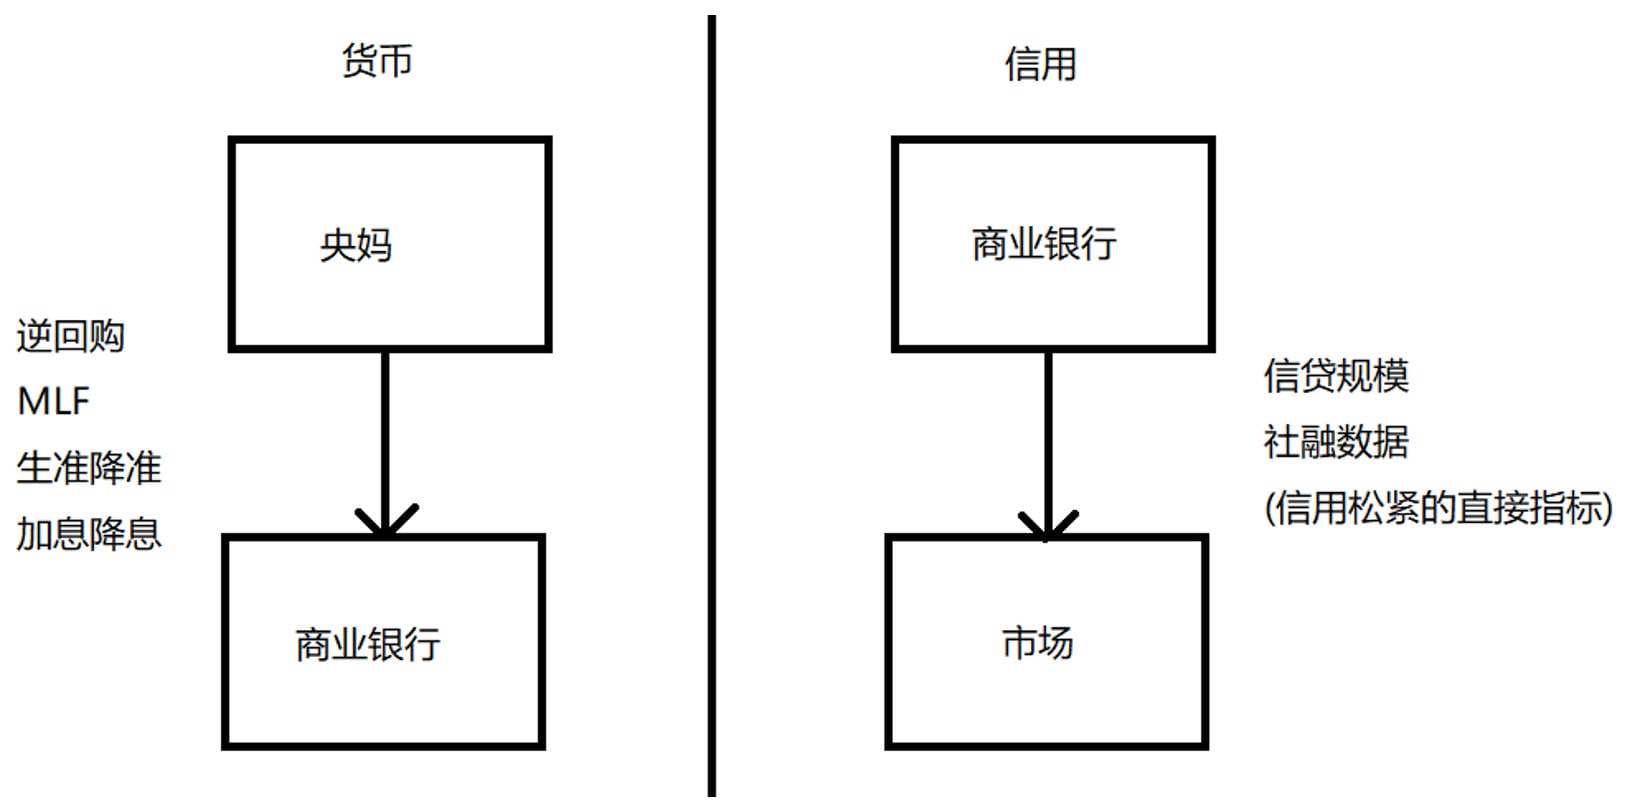 货币
央妈
逆回购
MLF
生准降准
加息降息
商业银行
信用
商业银行
信贷规模
社融数据
(信用松紧的直接指标)
市场